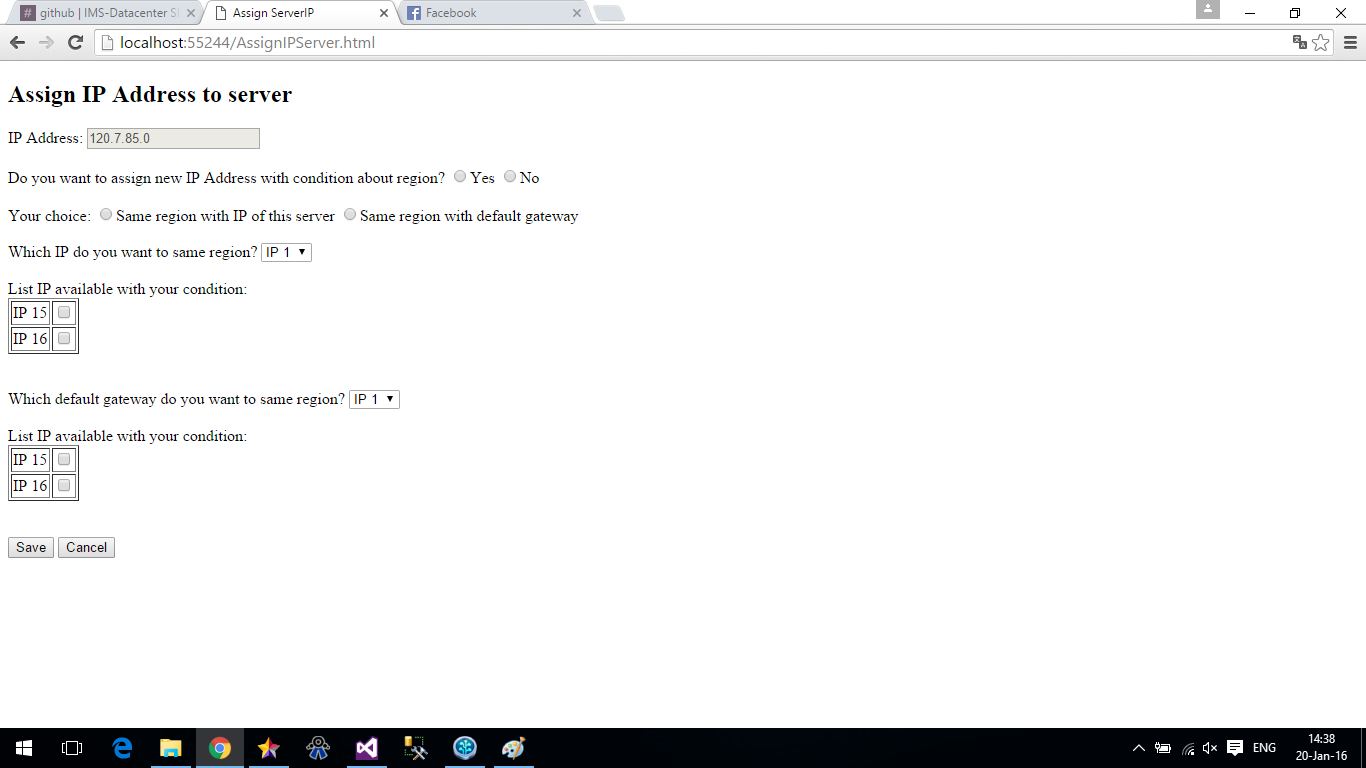 # github | IMS-Datacenter Sl
Assign ServerIP
Facebook
localhost:55244/AssignIPServer.html
Assign IP Address to server
IP Address: 120.7.85.0
Do you want to assign new IP Address with condition about region? Yes No
Your choice: Same region with IP of this server Same region with default gateway
Which IP do you want to same region? IP 1
List IP available with your condition:
IP 15
IP 16
Which default gateway do you want to same region? IP 1
List IP available with your condition:
IP 15
IP 16
Save Cancel
ENG
14:38
20-Jan-16